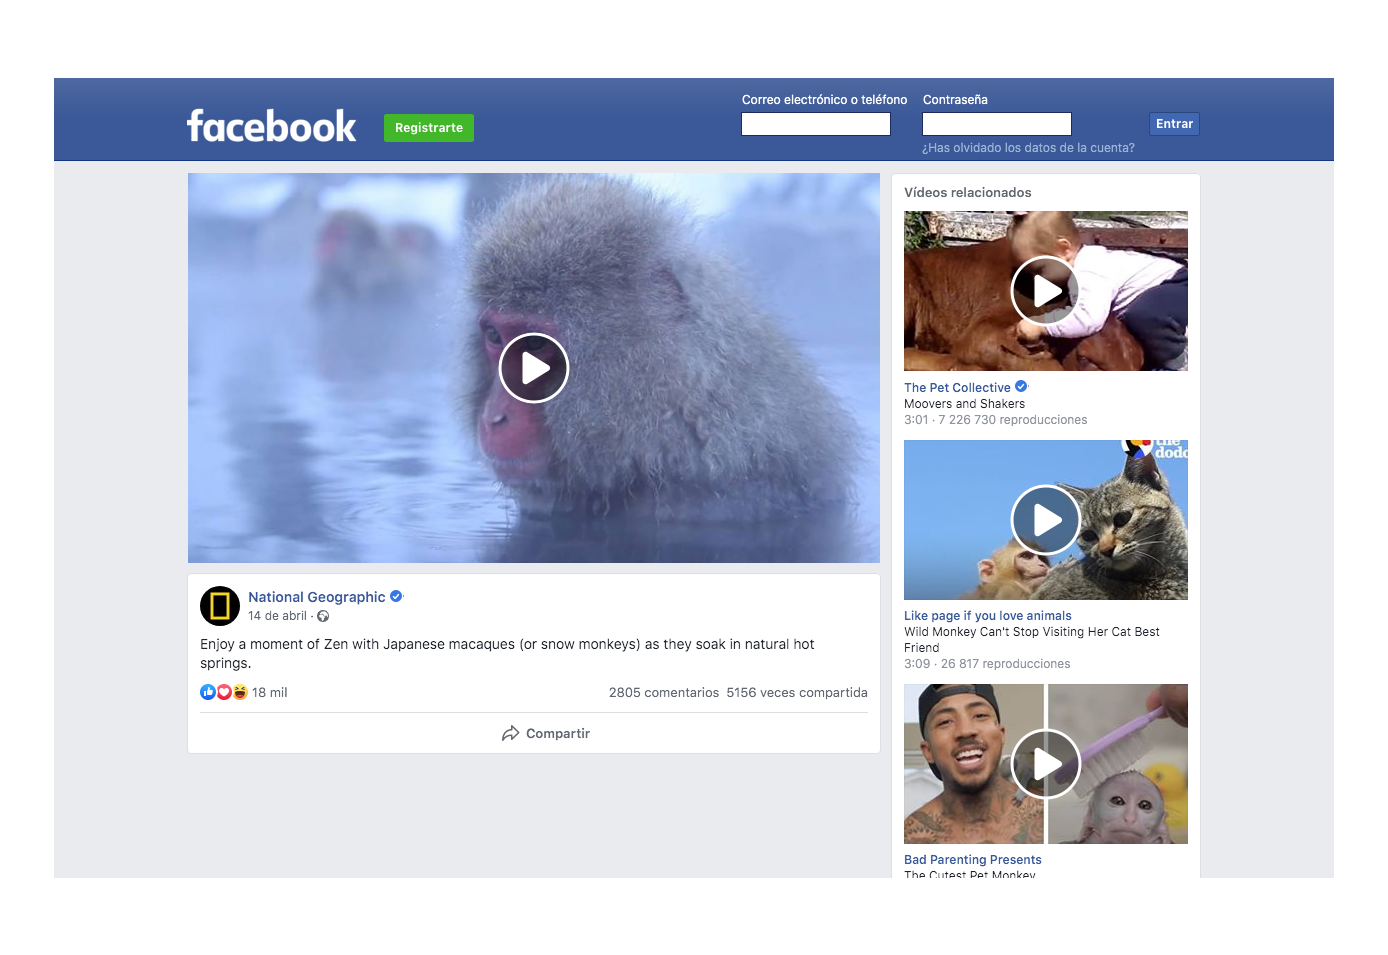 facebook
Registrarte
Correo electrónico o teléfono
Contraseña
Entrar
¿Has olvidado los datos de la cuenta?
National Geographic
14 de abril ·
Enjoy a moment of Zen with Japanese macaques (or snow monkeys) as they soak in natural hot
springs.
18 mil
2805 comentarios 5156 veces compartida
Compartir
Vídeos relacionados
The Pet Collective
Moovers and Shakers
3:01 · 7 226 730 reproducciones
the
dodo
Like page if you love animals
Wild Monkey Can't Stop Visiting Her Cat Best
Friend
3:09 · 26 817 reproducciones
Bad Parenting Presents
The Cutest Pet Monkey